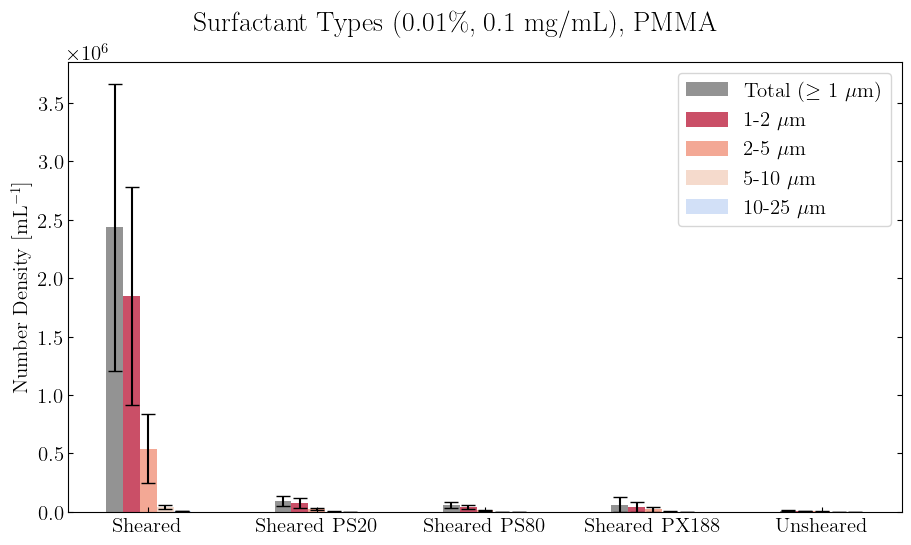 Surfactant Types (0.01%, 0.1 mg/mL), PMMA
×10⁶
Number Density [mL⁻¹]
3.5
3.0
2.5
2.0
1.5
1.0
0.5
0.0
Total (≥ 1 μm)
1-2 μm
2-5 μm
5-10 μm
10-25 μm
Sheared
Sheared PS20
Sheared PS80
Sheared PX188
Unsheared